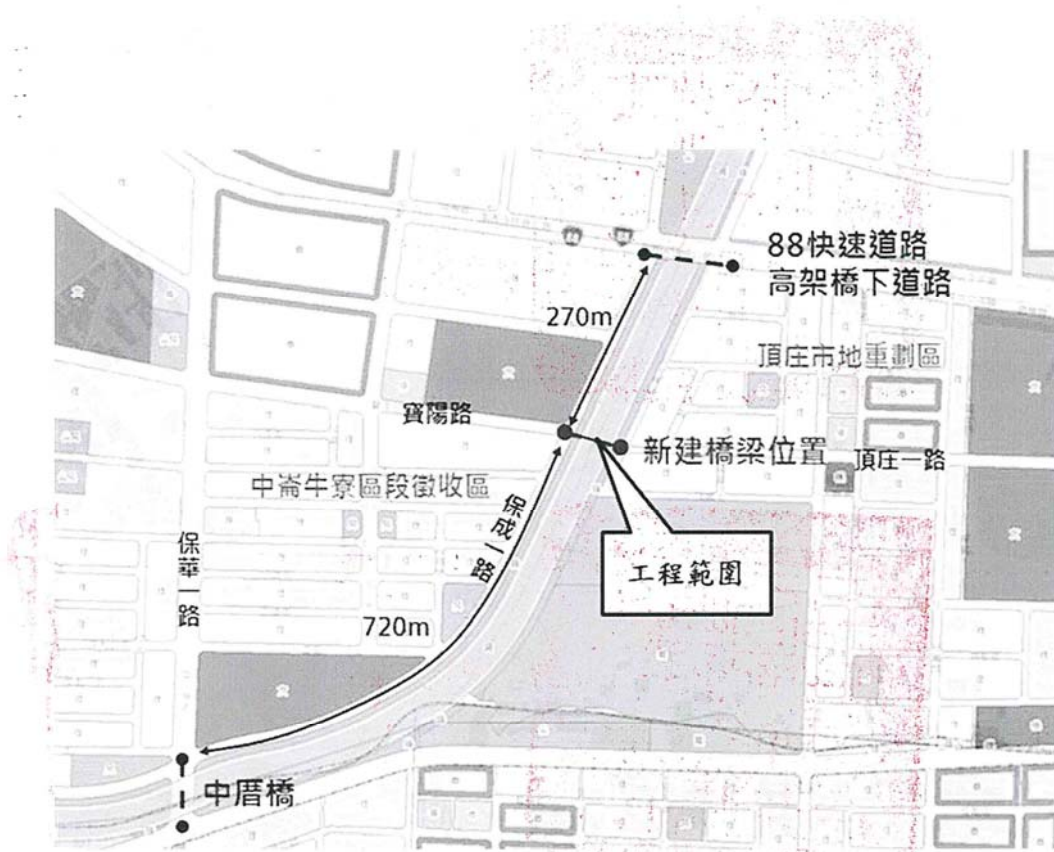 88快速道路
高架橋下道路
270m
頂庄市地重劃區
寶陽路
新建橋梁位置
頂庄一路
中崙牛寮區段徵收區
保成一路
保華一路
工程範圍
720m
中厝橋